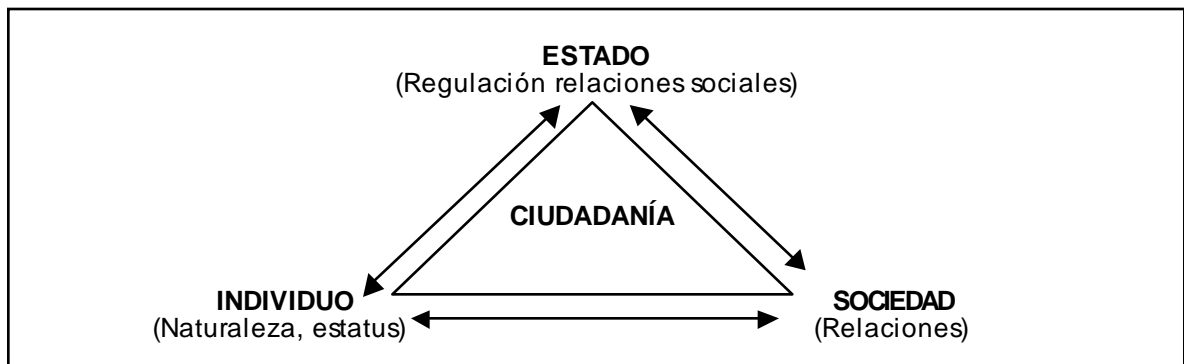 ESTADO
(Regulación relaciones sociales)
CIUDADANÍA
INDIVIDUO
(Naturaleza, estatus)
SOCIEDAD
(Relaciones)